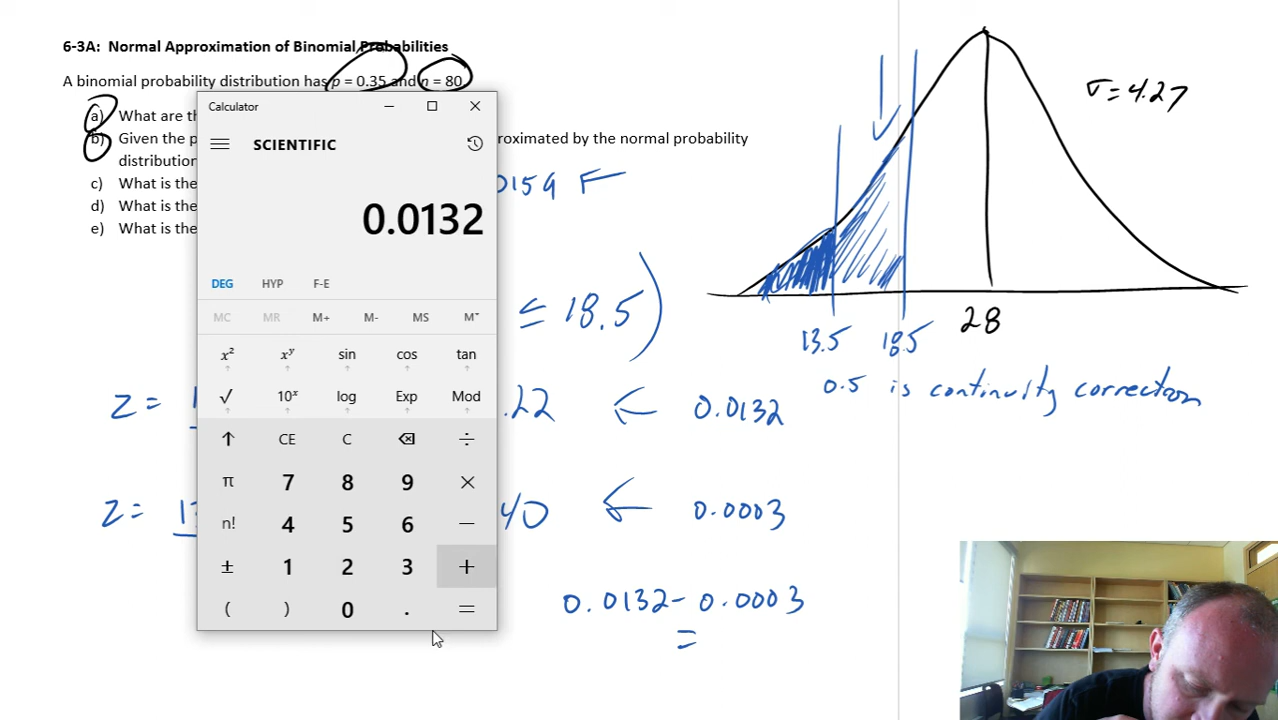 6-3A: Normal Approximation of Binomial Probabilities
A binomial probability distribution has p = 0.35 and n = 80.
a) What are th
b) Given the p
roximated by the normal probability
distribution
c) What is the
d) What is the
e) What is the
0159 F
Calculator
SCIENTIFIC
0.0132
DEG HYP F-E
MC MR M+ M- MS M˅
x² xʸ sin cos tan
√ 10ˣ log Exp Mod
↑ CE C ⌫ ÷
π 7 8 9 ×
n! 4 5 6 −
± 1 2 3 +
( ) 0 . =
≤ 18.5)
z =
.22 ← 0.0132
z = 1
40 ← 0.0003
0.0132 - 0.0003
=
σ = 4.27
13.5 18.5 28
0.5 is continuity correction